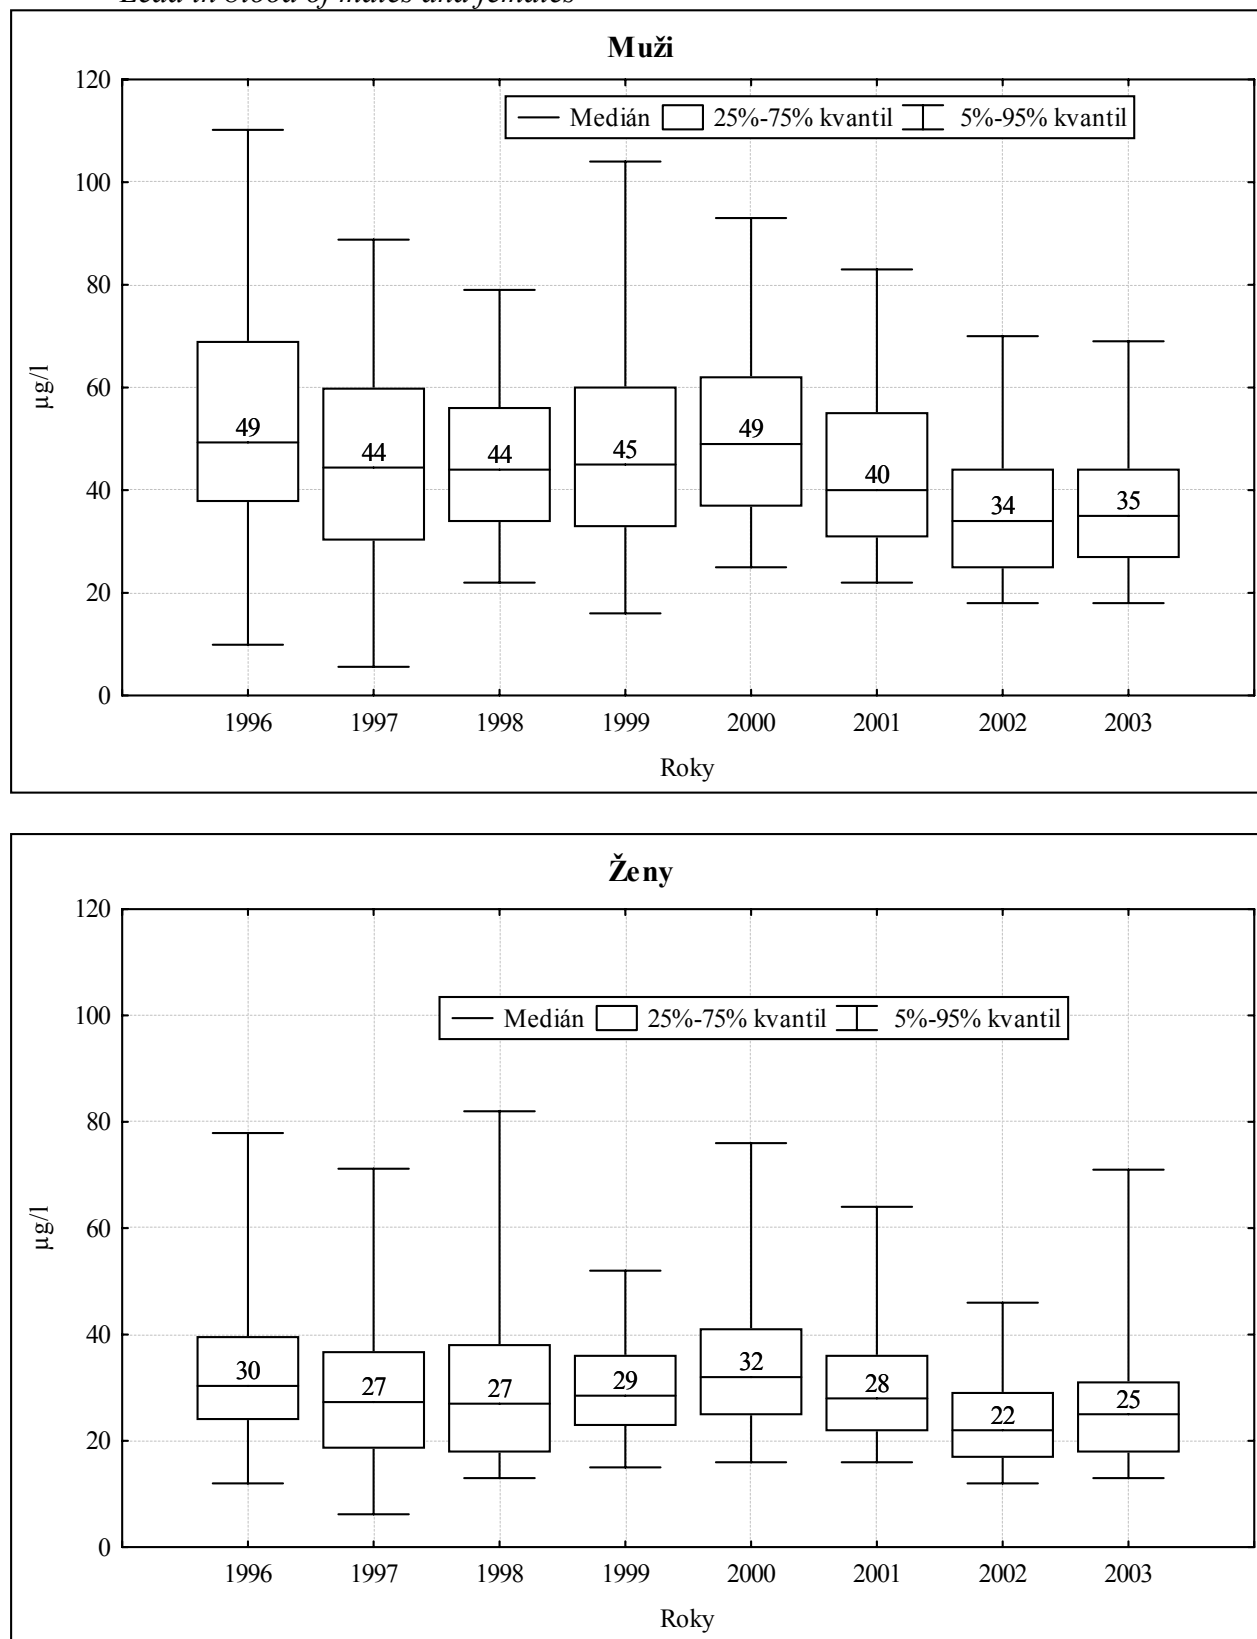 Lead in blood of males and females
Muži
Medián 25%-75% kvantil 5%-95% kvantil
120
100
80
60
40
20
0
µg/l
49 44 44 45 49 40 34 35
1996 1997 1998 1999 2000 2001 2002 2003
Roky
Ženy
Medián 25%-75% kvantil 5%-95% kvantil
120
100
80
60
40
20
0
µg/l
30 27 27 29 32 28 22 25
1996 1997 1998 1999 2000 2001 2002 2003
Roky